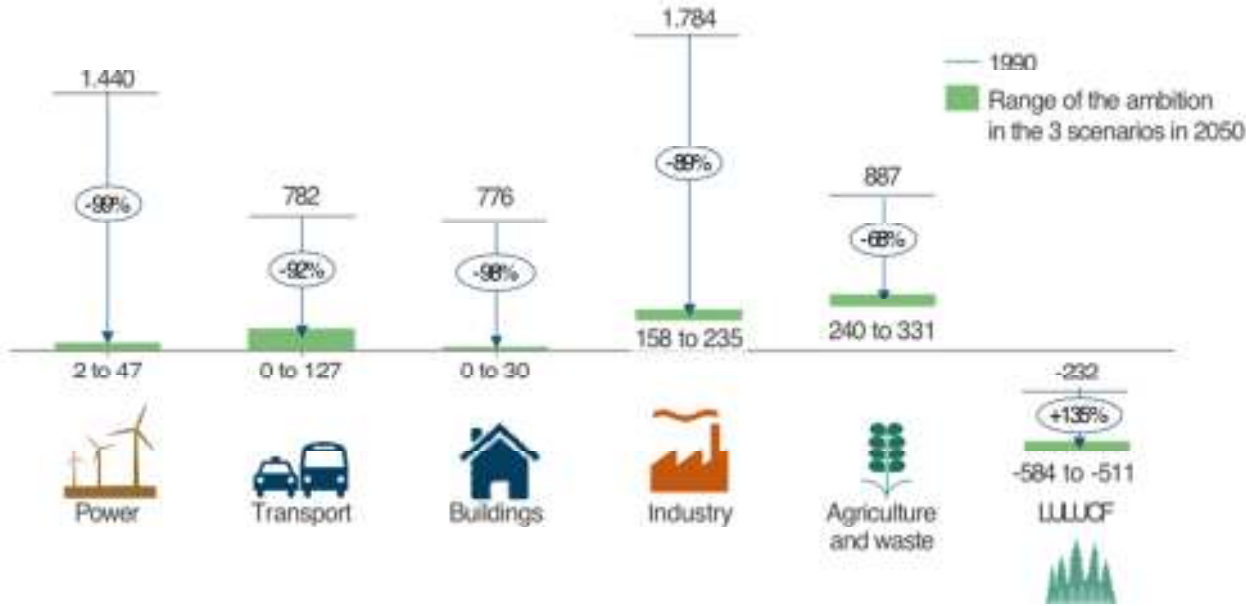 1.784
1990
Range of the ambition
in the 3 scenarios in 2050
1.440
-99%
782
-92%
776
-98%
-89%
887
-68%
158 to 235
240 to 331
2 to 47
0 to 127
0 to 30
-232
+135%
-584 to -511
Power
Transport
Buildings
Industry
Agriculture
and waste
LULUCF